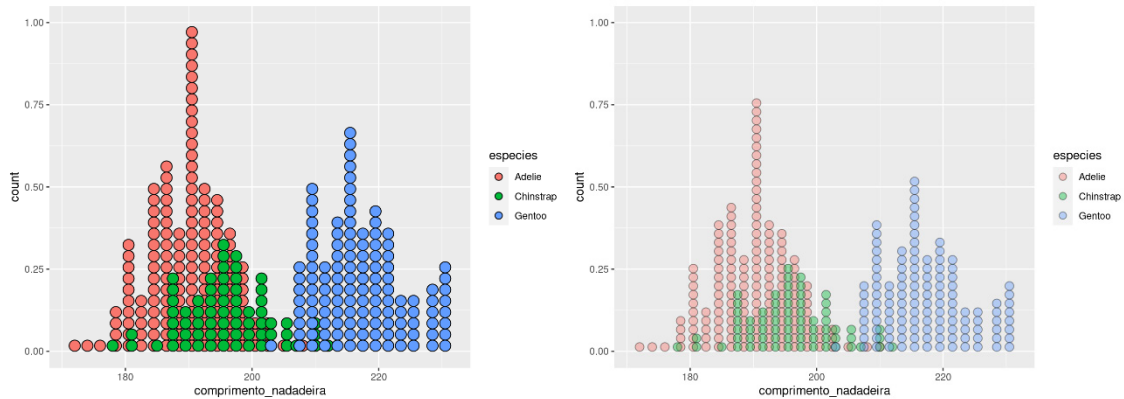 1.00
0.75
0.50
0.25
0.00
count
180
200
220
comprimento_nadadeira
especies
Adelie
Chinstrap
Gentoo
1.00
0.75
0.50
0.25
0.00
count
180
200
220
comprimento_nadadeira
especies
Adelie
Chinstrap
Gentoo